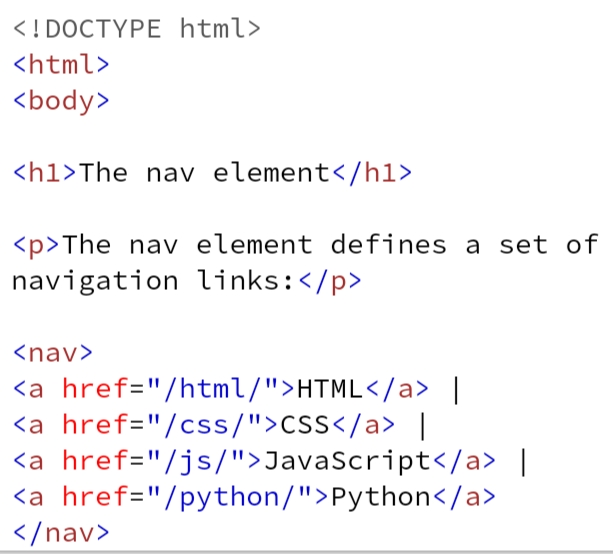 <!DOCTYPE html>
<html>
<body>
<h1>The nav element</h1>
<p>The nav element defines a set of
navigation links:</p>
<nav>
<a href="/html/">HTML</a> |
<a href="/css/">CSS</a> |
<a href="/js/">JavaScript</a> |
<a href="/python/">Python</a>
</nav>